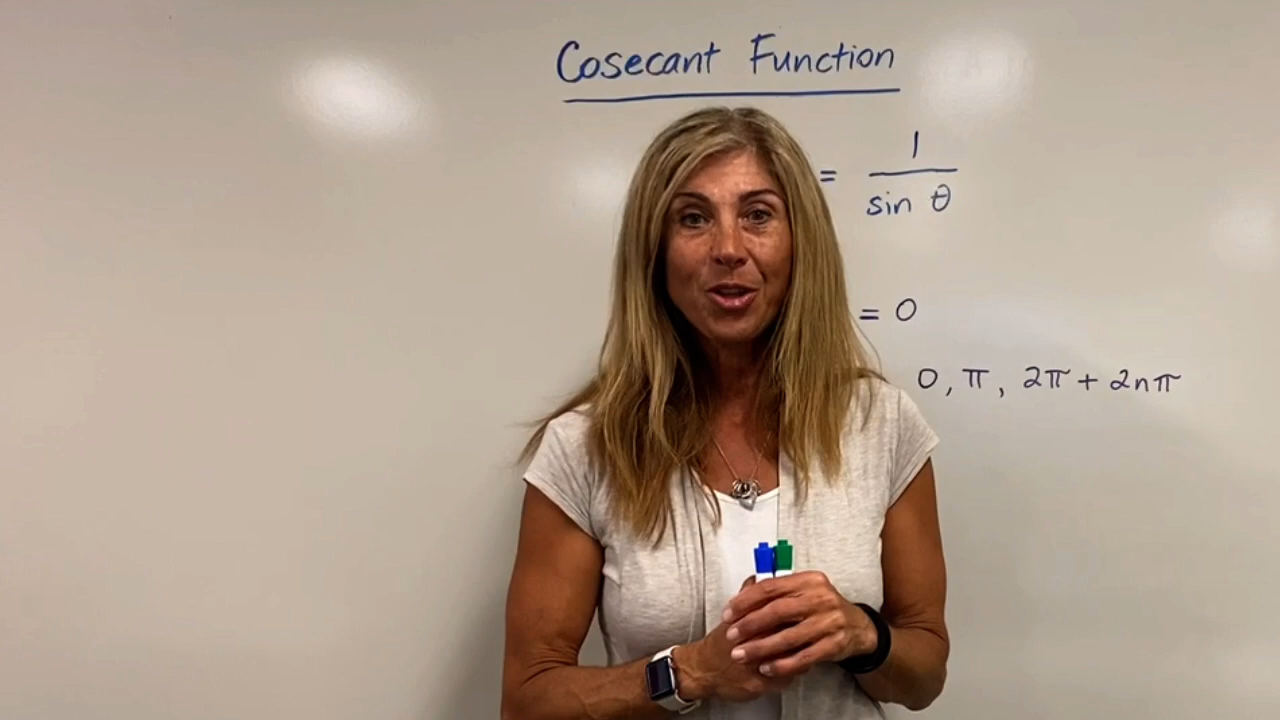 Cosecant Function
= 1 / sin θ
= 0
0, π, 2π + 2nπ